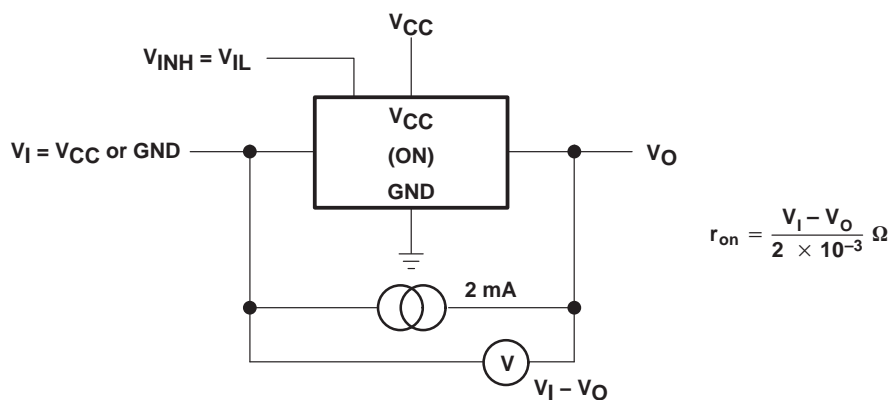 VCC
VINH = VIL
VCC
VI = VCC or GND
(ON)
VO
GND
ron = VI – VO / 2 × 10–3 Ω
2 mA
V
VI – VO